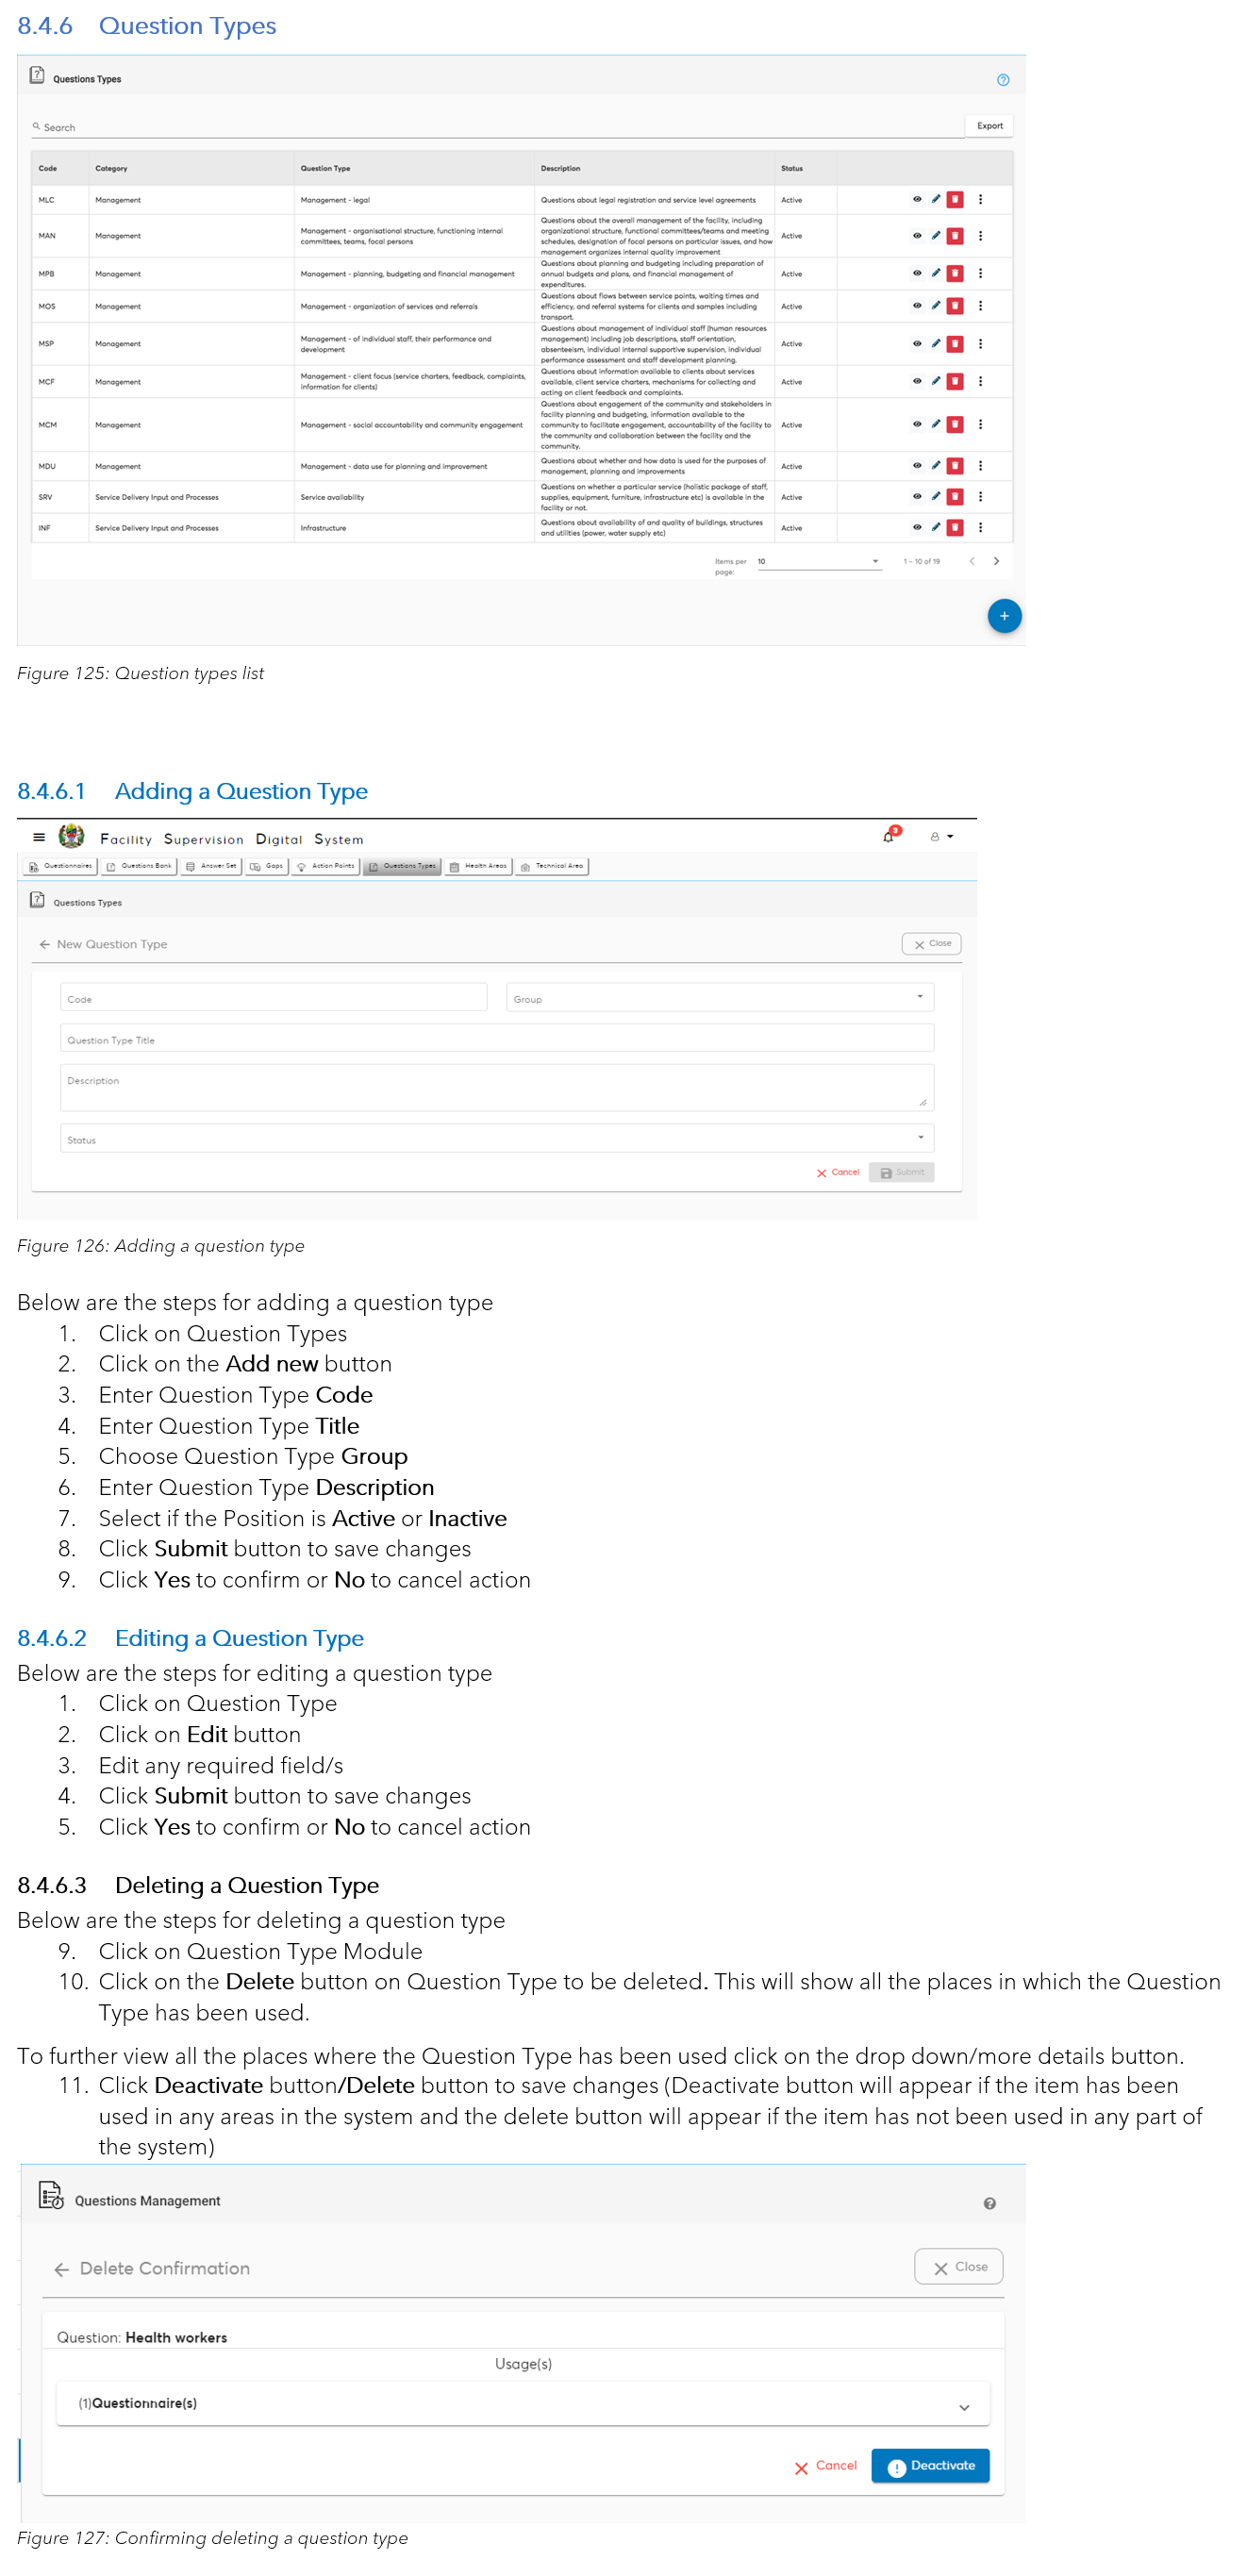 8.4.6 Question Types
Questions Types
Search
Export
Code Category Question Type Description Status
MLC Management Management - legal Questions about legal registration and service level agreements Active
MAN Management Management - organisational structure, functioning internal committees, teams, focal persons Questions about the overall management of the facility, including organizational structure, functional committees/teams and meeting schedules, designation of focal persons on particular issues, and how management organizes internal quality improvement Active
MPB Management Management - planning, budgeting and financial management Questions about planning and budgeting including preparation of annual budgets and plans, and financial management of expenditures. Active
MOS Management Management - organization of services and referrals Questions about flows between service points, waiting times and efficiency, and referral systems for clients and samples including transport. Active
MSP Management Management - of individual staff, their performance and development Questions about management of individual staff (human resources management) including job descriptions, staff orientation, absenteeism, individual internal supportive supervision, individual performance assessment and staff development planning. Active
MCF Management Management - client focus (service charters, feedback, complaints, information for clients) Questions about information available to clients about services available, client service charters, mechanisms for collecting and acting on client feedback and complaints. Active
MCM Management Management - social accountability and community engagement Questions about engagement of the community and stakeholders in facility planning and budgeting, information available to the community to facilitate engagement, accountability of the facility to the community and collaboration between the facility and the community. Active
MDU Management Management - data use for planning and improvement Questions about whether and how data is used for the purposes of management, planning and improvements Active
SRV Service Delivery Input and Processes Service availability Questions on whether a particular service (holistic package of staff, supplies, equipment, furniture, infrastructure etc) is available in the facility or not. Active
INF Service Delivery Input and Processes Infrastructure Questions about availability of and quality of buildings, structures and utilities (power, water supply etc) Active
Items per page: 10 1 – 10 of 19
Figure 125: Question types list
8.4.6.1 Adding a Question Type
Facility Supervision Digital System
3
Questionnaires Questions Bank Answer Set Gaps Action Points Questions Types Health Areas Technical Area
Questions Types
New Question Type
Close
Code Group
Question Type Title
Description
Status
Cancel Submit
Figure 126: Adding a question type
Below are the steps for adding a question type
1. Click on Question Types
2. Click on the Add new button
3. Enter Question Type Code
4. Enter Question Type Title
5. Choose Question Type Group
6. Enter Question Type Description
7. Select if the Position is Active or Inactive
8. Click Submit button to save changes
9. Click Yes to confirm or No to cancel action
8.4.6.2 Editing a Question Type
Below are the steps for editing a question type
1. Click on Question Type
2. Click on Edit button
3. Edit any required field/s
4. Click Submit button to save changes
5. Click Yes to confirm or No to cancel action
8.4.6.3 Deleting a Question Type
Below are the steps for deleting a question type
9. Click on Question Type Module
10. Click on the Delete button on Question Type to be deleted. This will show all the places in which the Question
Type has been used.
To further view all the places where the Question Type has been used click on the drop down/more details button.
11. Click Deactivate button/Delete button to save changes (Deactivate button will appear if the item has been
used in any areas in the system and the delete button will appear if the item has not been used in any part of
the system)
Questions Management
Delete Confirmation
Close
Question: Health workers
Usage(s)
(1)Questionnaire(s)
Cancel Deactivate
Figure 127: Confirming deleting a question type